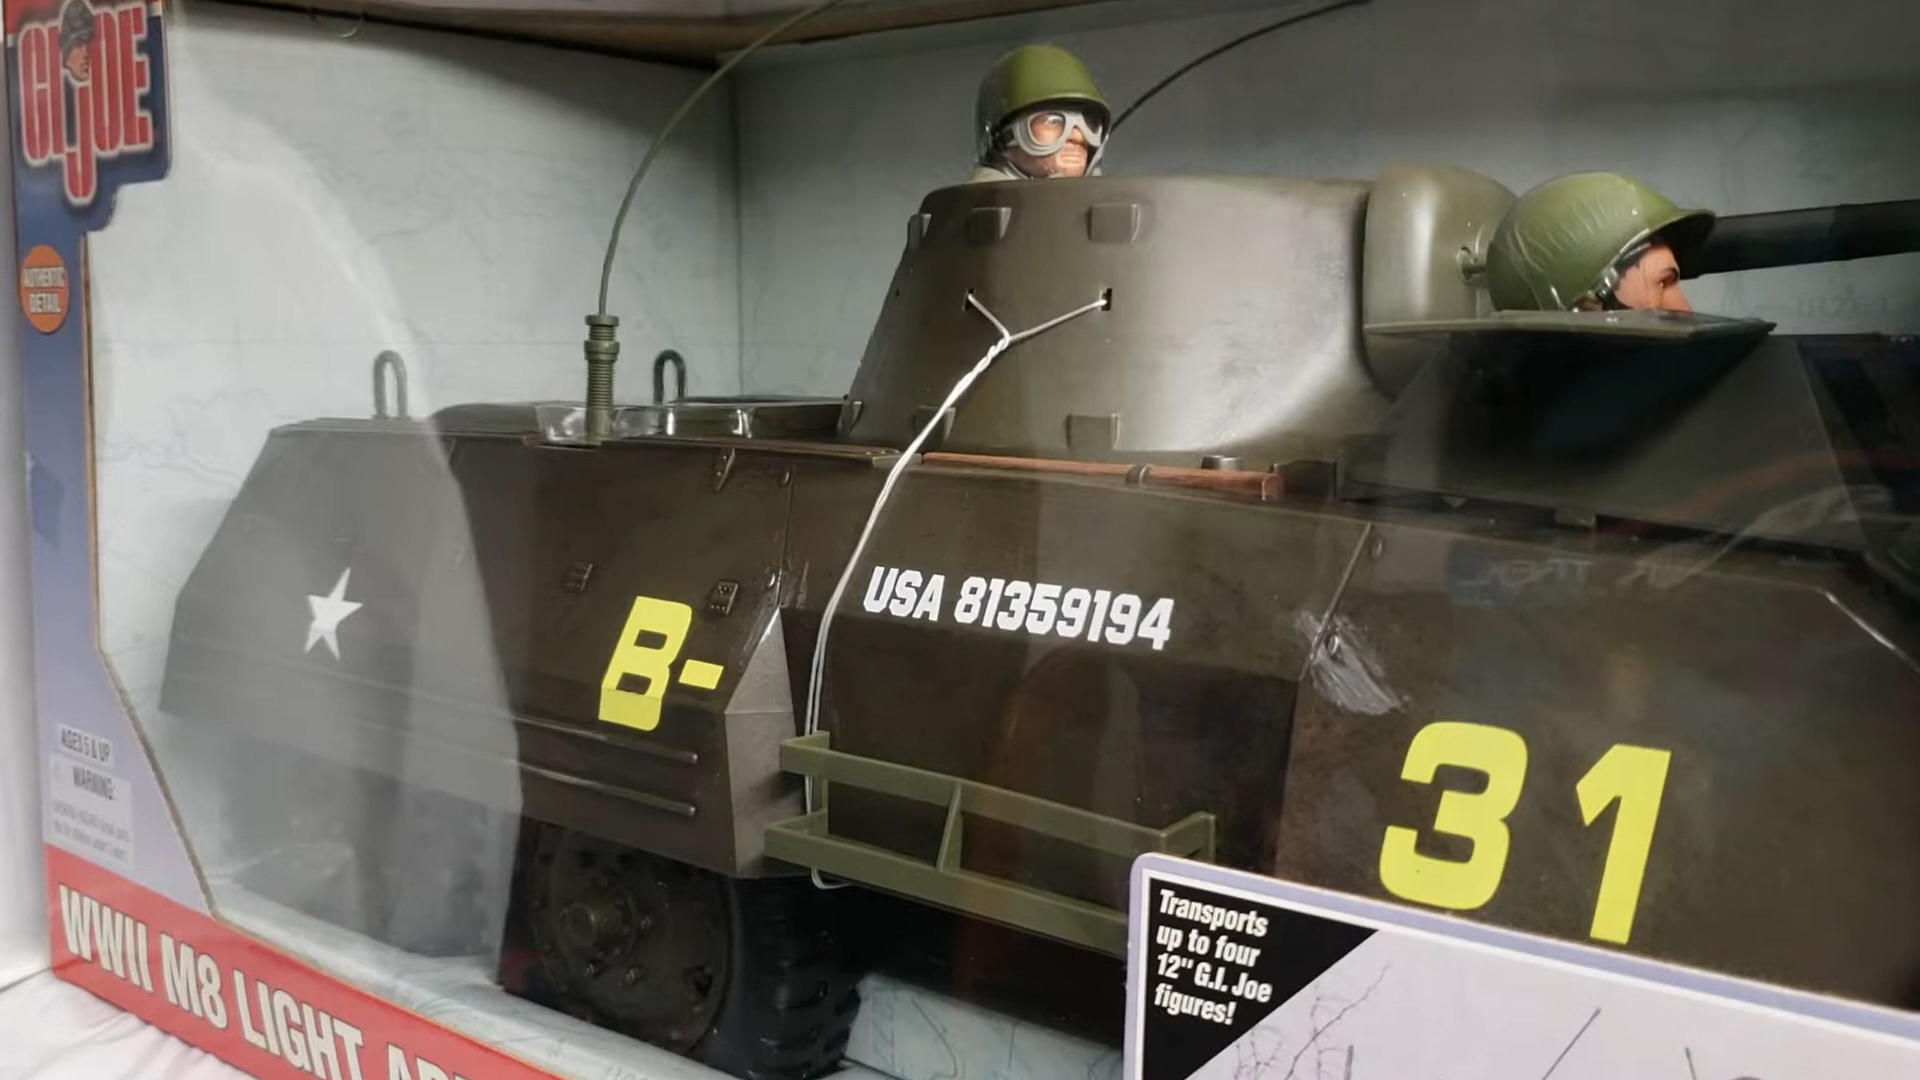 GI JOE
AUTHENTIC
DETAIL
B-
USA 81359194
31
AGES 5 & UP
WARNING:
WWII M8 LIGHT
Transports
up to four
12" G.I. Joe
figures!